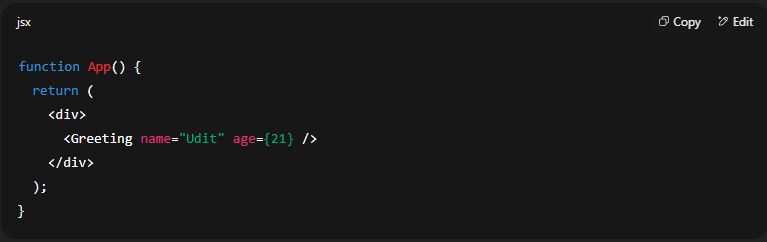 jsx Copy Edit
function App() {
  return (
    <div>
      <Greeting name="Udit" age={21} />
    </div>
  );
}